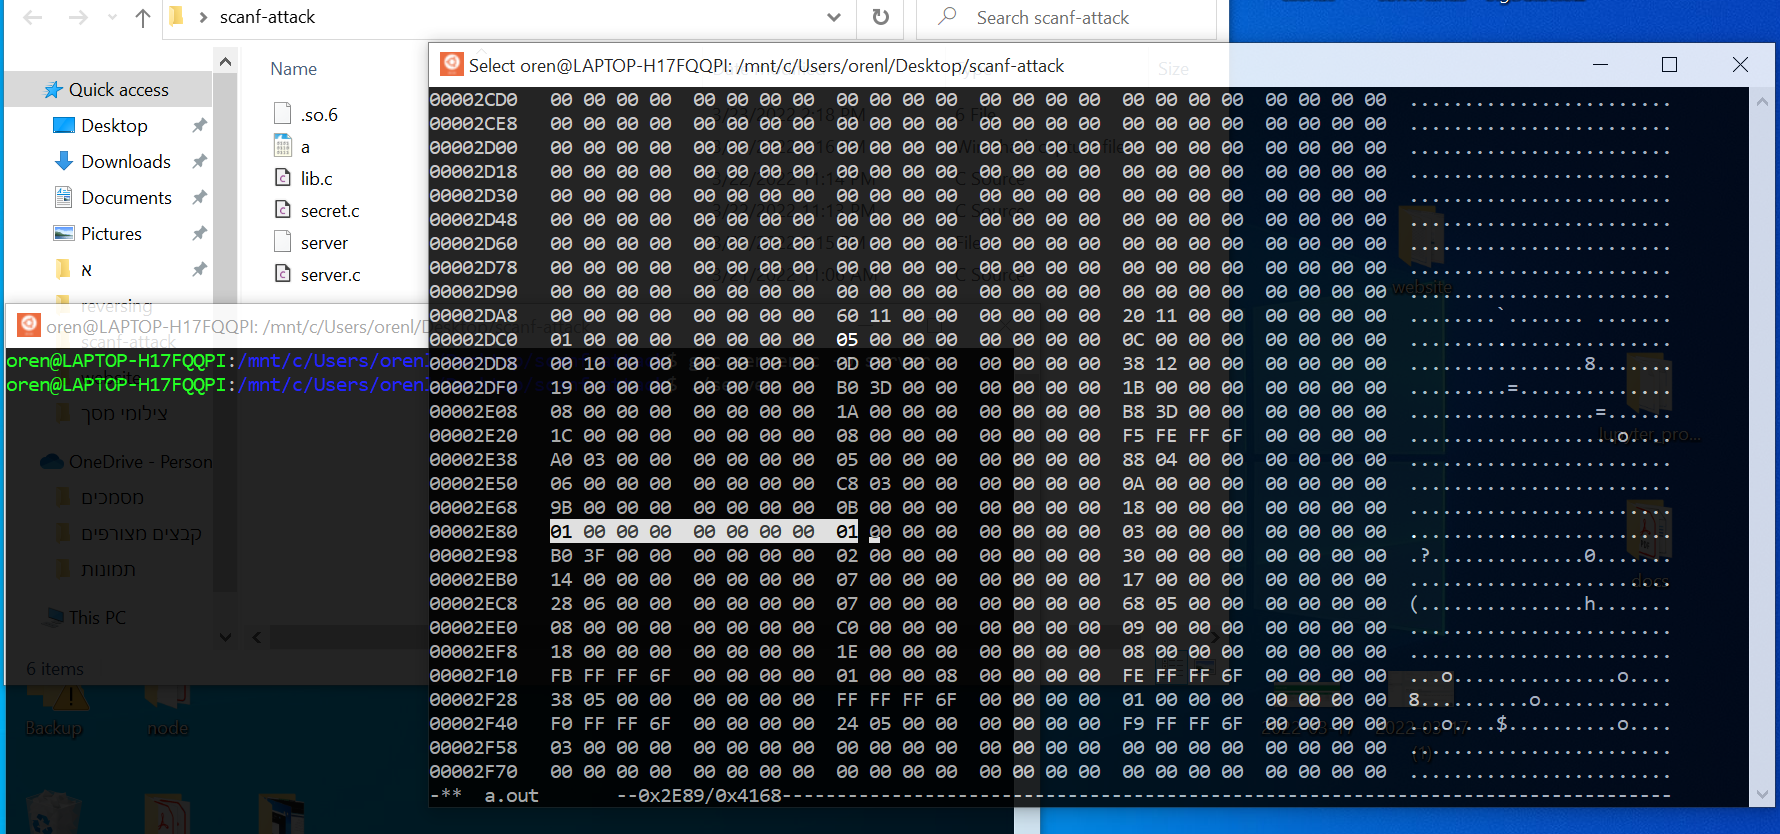 scanf-attack
Search scanf-attack
Name
Size
Quick access
Desktop
Downloads
Documents
Pictures
א
reversing
scanf-attack
website
צילומי מסך
OneDrive - Person
מסמכים
קבצים מצורפים
תמונות
This PC
6 items
.so.6
a
lib.c
secret.c
server
server.c
oren@LAPTOP-H17FQQPI: /mnt/c/Users/orenl/Desktop/scanf-attack
oren@LAPTOP-H17FQQPI:/mnt/c/Users/orenl
oren@LAPTOP-H17FQQPI:/mnt/c/Users/orenl
Select oren@LAPTOP-H17FQQPI: /mnt/c/Users/orenl/Desktop/scanf-attack
00002CD0 00 00 00 00 00 00 00 00 00 00 00 00 00 00 00 00 00 00 00 00 00 00 00 00 ........................
00002CE8 00 00 00 00 00 00 00 00 00 00 00 00 00 00 00 00 00 00 00 00 00 00 00 00 ........................
00002D00 00 00 00 00 00 00 00 00 00 00 00 00 00 00 00 00 00 00 00 00 00 00 00 00 ........................
00002D18 00 00 00 00 00 00 00 00 00 00 00 00 00 00 00 00 00 00 00 00 00 00 00 00 ........................
00002D30 00 00 00 00 00 00 00 00 00 00 00 00 00 00 00 00 00 00 00 00 00 00 00 00 ........................
00002D48 00 00 00 00 00 00 00 00 00 00 00 00 00 00 00 00 00 00 00 00 00 00 00 00 ........................
00002D60 00 00 00 00 00 00 00 00 00 00 00 00 00 00 00 00 00 00 00 00 00 00 00 00 ........................
00002D78 00 00 00 00 00 00 00 00 00 00 00 00 00 00 00 00 00 00 00 00 00 00 00 00 ........................
00002D90 00 00 00 00 00 00 00 00 00 00 00 00 00 00 00 00 00 00 00 00 00 00 00 00 ........................
00002DA8 00 00 00 00 00 00 00 00 60 11 00 00 00 00 00 00 20 11 00 00 00 00 00 00 ........`....... .......
00002DC0 01 00 00 00 00 00 00 00 05 00 00 00 00 00 00 00 0C 00 00 00 00 00 00 00 ........................
00002DD8 00 10 00 00 00 00 00 00 0D 00 00 00 00 00 00 00 38 12 00 00 00 00 00 00 ................8.......
00002DF0 19 00 00 00 00 00 00 00 B0 3D 00 00 00 00 00 00 1B 00 00 00 00 00 00 00 .........=..............
00002E08 08 00 00 00 00 00 00 00 1A 00 00 00 00 00 00 00 B8 3D 00 00 00 00 00 00 .................=......
00002E20 1C 00 00 00 00 00 00 00 08 00 00 00 00 00 00 00 F5 FE FF 6F 00 00 00 00 ...................o....
00002E38 A0 03 00 00 00 00 00 00 05 00 00 00 00 00 00 00 88 04 00 00 00 00 00 00 ........................
00002E50 06 00 00 00 00 00 00 00 C8 03 00 00 00 00 00 00 0A 00 00 00 00 00 00 00 ........................
00002E68 9B 00 00 00 00 00 00 00 0B 00 00 00 00 00 00 00 18 00 00 00 00 00 00 00 ........................
00002E80 01 00 00 00 00 00 00 00 01 00 00 00 00 00 00 00 03 00 00 00 00 00 00 00 ........................
00002E98 B0 3F 00 00 00 00 00 00 02 00 00 00 00 00 00 00 30 00 00 00 00 00 00 00 .?..............0.......
00002EB0 14 00 00 00 00 00 00 00 07 00 00 00 00 00 00 00 17 00 00 00 00 00 00 00 ........................
00002EC8 28 06 00 00 00 00 00 00 07 00 00 00 00 00 00 00 68 05 00 00 00 00 00 00 (...............h.......
00002EE0 08 00 00 00 00 00 00 00 C0 00 00 00 00 00 00 00 09 00 00 00 00 00 00 00 ........................
00002EF8 18 00 00 00 00 00 00 00 1E 00 00 00 00 00 00 00 08 00 00 00 00 00 00 00 ........................
00002F10 FB FF FF 6F 00 00 00 00 01 00 00 08 00 00 00 00 FE FF FF 6F 00 00 00 00 ...o...............o....
00002F28 38 05 00 00 00 00 00 00 FF FF FF 6F 00 00 00 00 01 00 00 00 00 00 00 00 8..........o............
00002F40 F0 FF FF 6F 00 00 00 00 24 05 00 00 00 00 00 00 F9 FF FF 6F 00 00 00 00 ...o....$..........o....
00002F58 03 00 00 00 00 00 00 00 00 00 00 00 00 00 00 00 00 00 00 00 00 00 00 00 ........................
00002F70 00 00 00 00 00 00 00 00 00 00 00 00 00 00 00 00 00 00 00 00 00 00 00 00 ........................
-** a.out --0x2E89/0x4168--------------------------------------------------------------------------------
website
docs
Backup
node